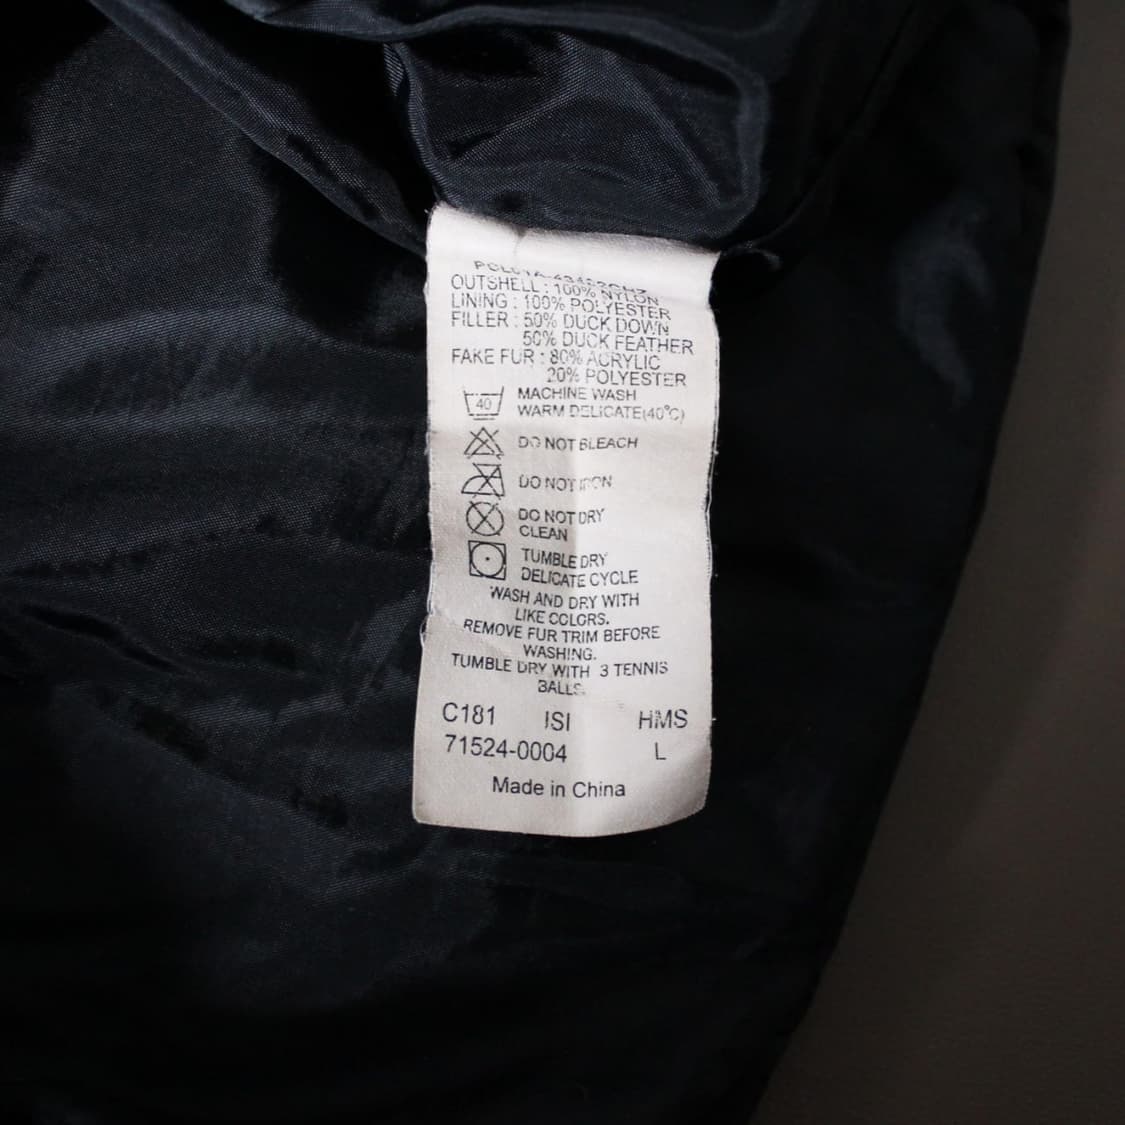 OUTSHELL : 100% NYLON
LINING : 100% POLYESTER
FILLER : 50% DUCK DOWN
50% DUCK FEATHER
FAKE FUR : 80% ACRYLIC
20% POLYESTER
40 MACHINE WASH
WARM DELICATE(40°C)
DO NOT BLEACH
DO NOT IRON
DO NOT DRY
CLEAN
TUMBLE DRY
DELICATE CYCLE
WASH AND DRY WITH
LIKE COLORS.
REMOVE FUR TRIM BEFORE
WASHING.
TUMBLE DRY WITH 3 TENNIS
BALLS.
C181 ISI HMS
71524-0004 L
Made in China